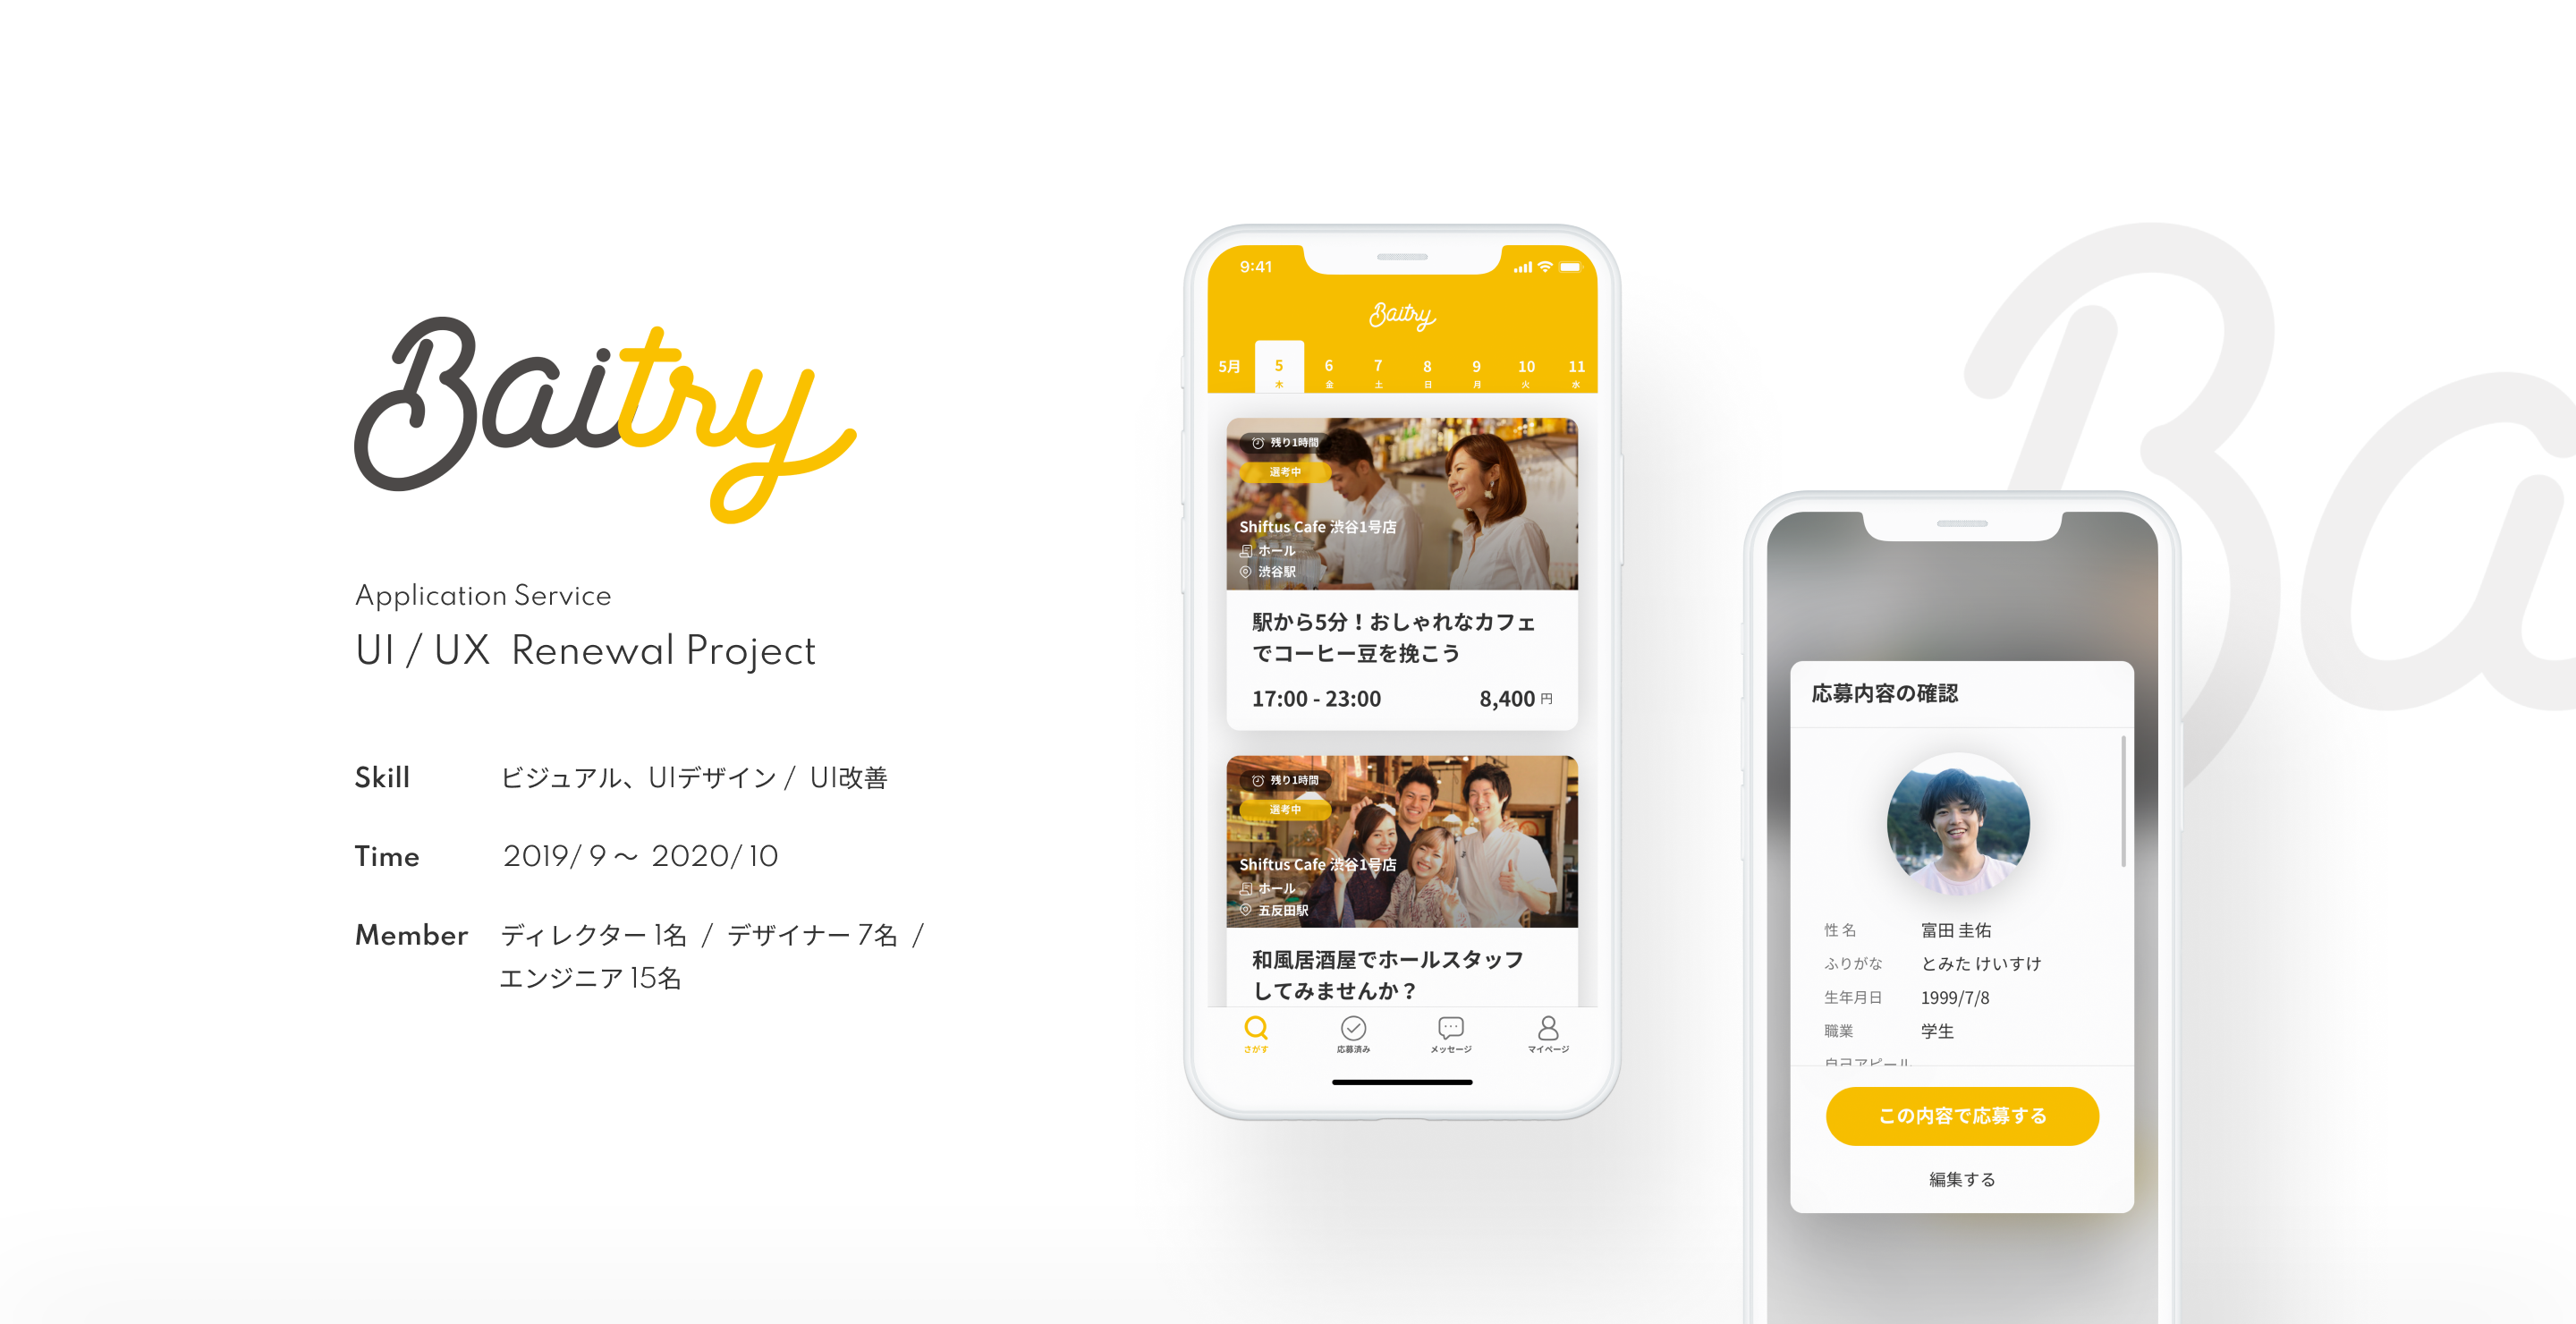 Baitry
Application Service
UI / UX Renewal Project
Skill ビジュアル、UIデザイン / UI改善
Time 2019/ 9 〜 2020/ 10
Member ディレクター 1名 / デザイナー 7名 /
エンジニア 15名
9:41
Baitry
5月 5 6 7 8 9 10 11
木 金 土 日 月 火 水
残り1時間
選考中
Shiftus Cafe 渋谷1号店
ホール
渋谷駅
駅から5分！おしゃれなカフェ
でコーヒー豆を挽こう
17:00 - 23:00 8,400 円
残り1時間
選考中
Shiftus Cafe 渋谷1号店
ホール
五反田駅
和風居酒屋でホールスタッフ
してみませんか？
さがす 応募済み メッセージ マイページ
Ba
応募内容の確認
性 名 富田 圭佑
ふりがな とみた けいすけ
生年月日 1999/7/8
職業 学生
自己アピール
この内容で応募する
編集する